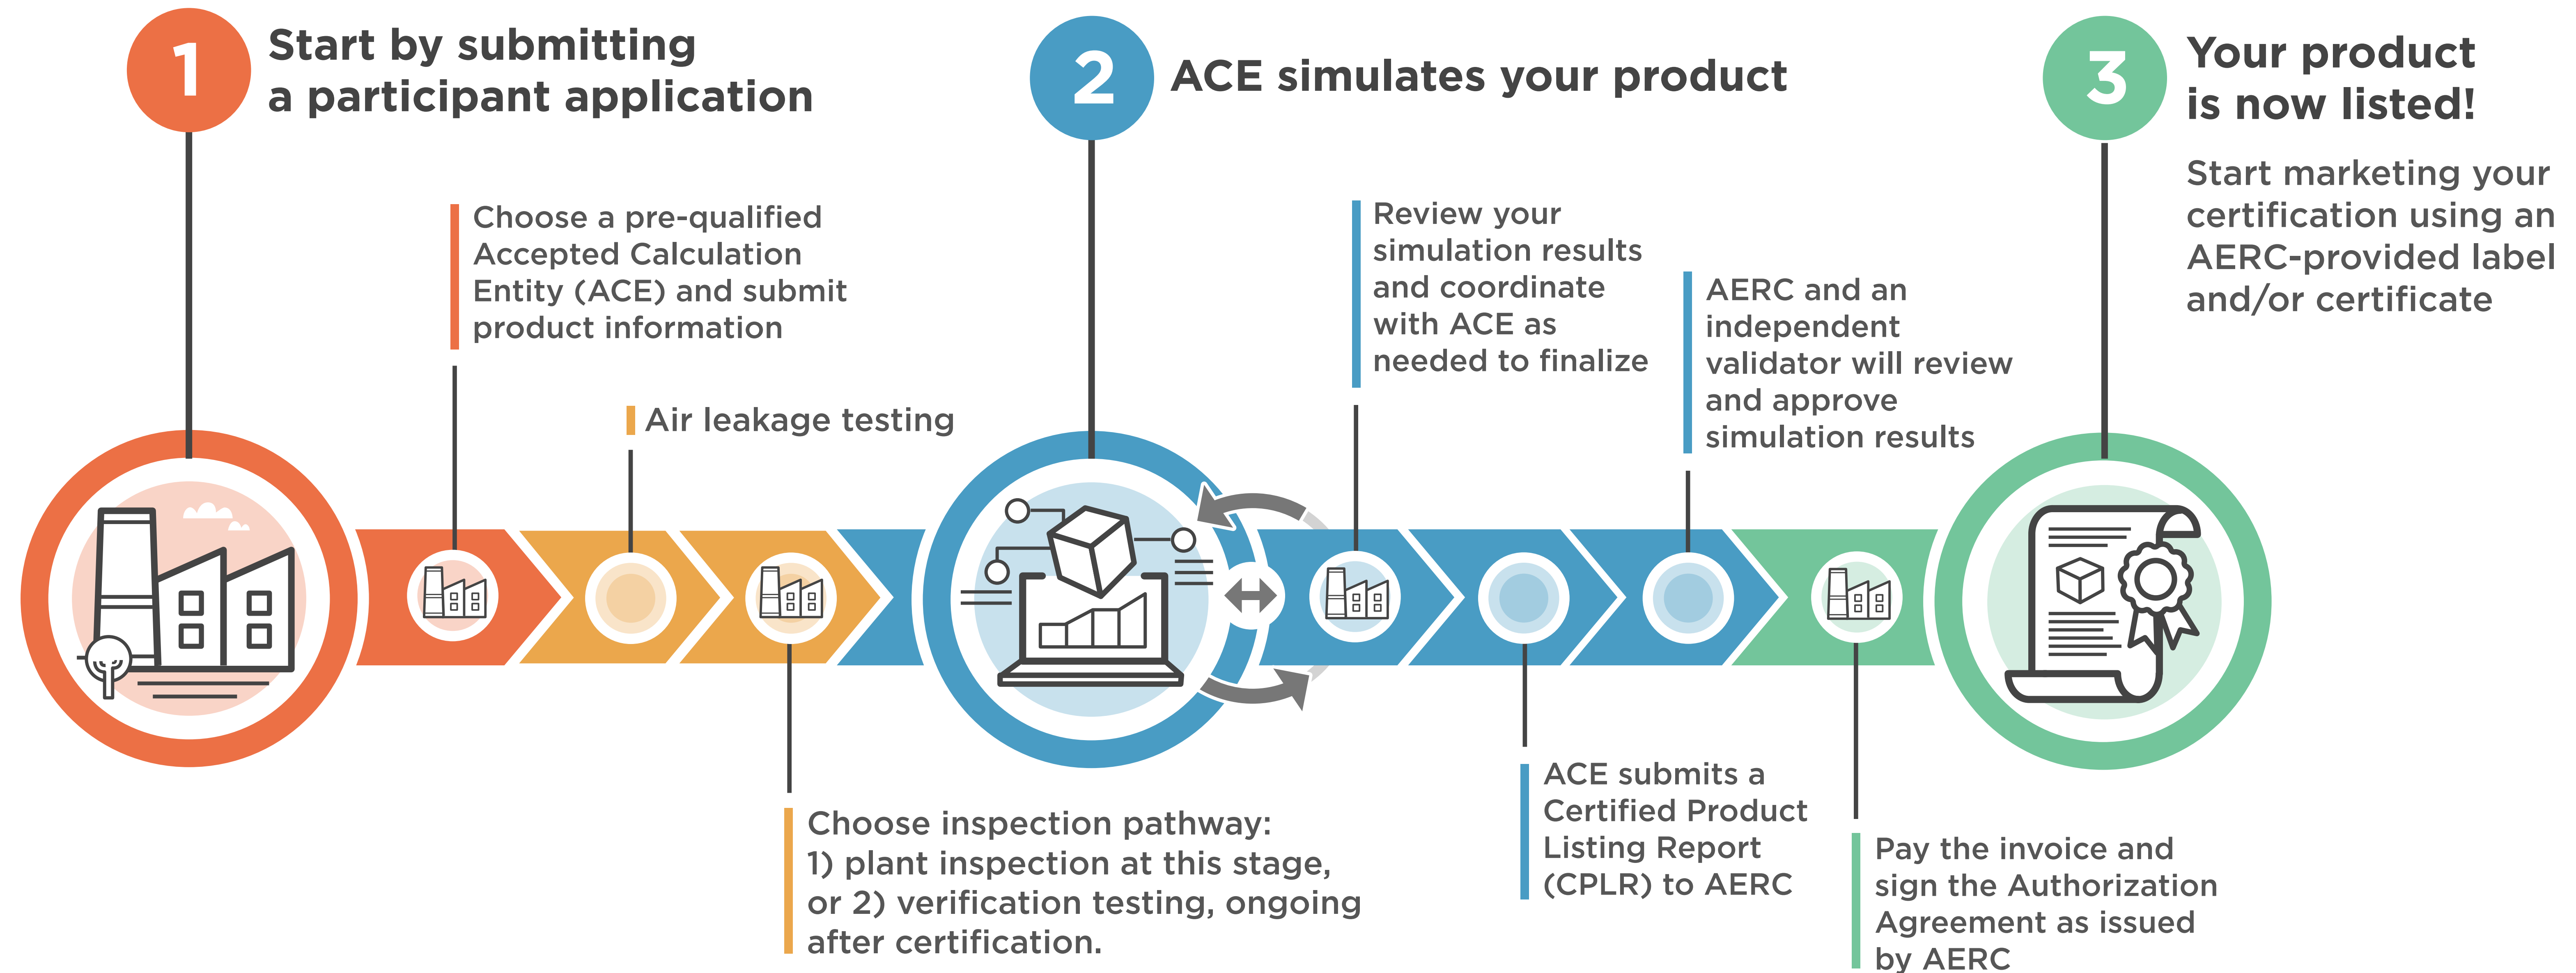 1
Start by submitting
a participant application
Choose a pre-qualified
Accepted Calculation
Entity (ACE) and submit
product information
Air leakage testing
Choose inspection pathway:
1) plant inspection at this stage,
or 2) verification testing, ongoing
after certification.
2
ACE simulates your product
Review your
simulation results
and coordinate
with ACE as
needed to finalize
ACE submits a
Certified Product
Listing Report
(CPLR) to AERC
AERC and an
independent
validator will review
and approve
simulation results
Pay the invoice and
sign the Authorization
Agreement as issued
by AERC
3
Your product
is now listed!
Start marketing your
certification using an
AERC-provided label
and/or certificate